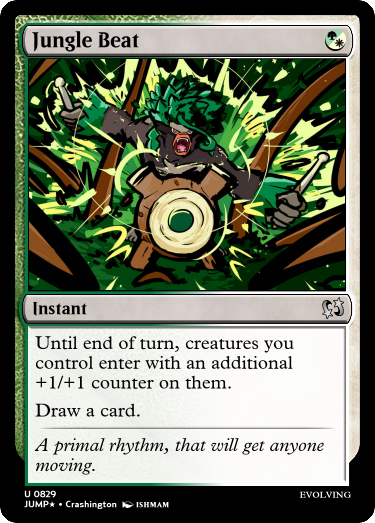 Jungle Beat
Instant
Until end of turn, creatures you
control enter with an additional
+1/+1 counter on them.
Draw a card.
A primal rhythm, that will get anyone
moving.
U 0829
JUMP★ • Crashington ISHMAM
EVOLVING